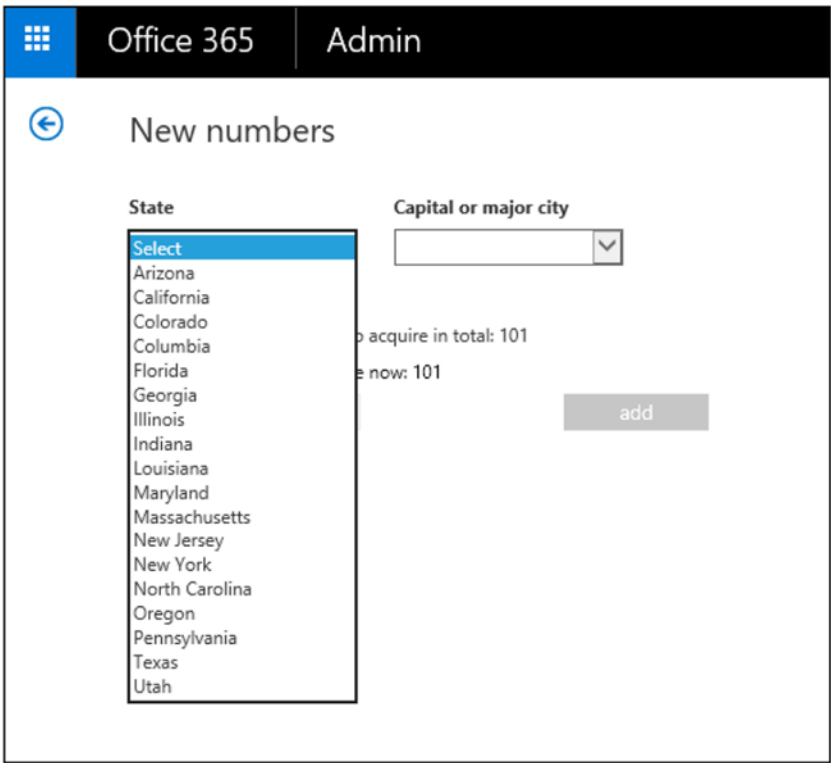 Office 365 Admin
New numbers
State Capital or major city
Select
Arizona
California
Colorado
Columbia
Florida
Georgia
Illinois
Indiana
Louisiana
Maryland
Massachusetts
New Jersey
New York
North Carolina
Oregon
Pennsylvania
Texas
Utah
acquire in total: 101
now: 101
add